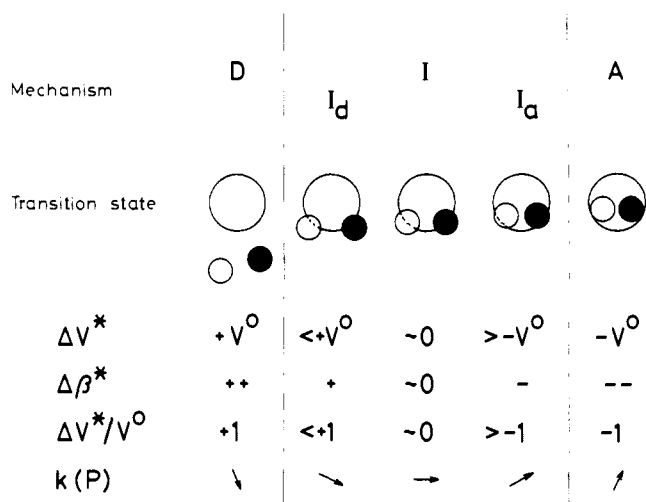 D I A
Mechanism
I_d I_a
Transition state
ΔV* +V° <+V° ~0 >-V° -V°
Δβ* ++ + ~0 - --
ΔV*/V° +1 <+1 ~0 >-1 -1
k(P) ↘ ↘ → ↗ ↗